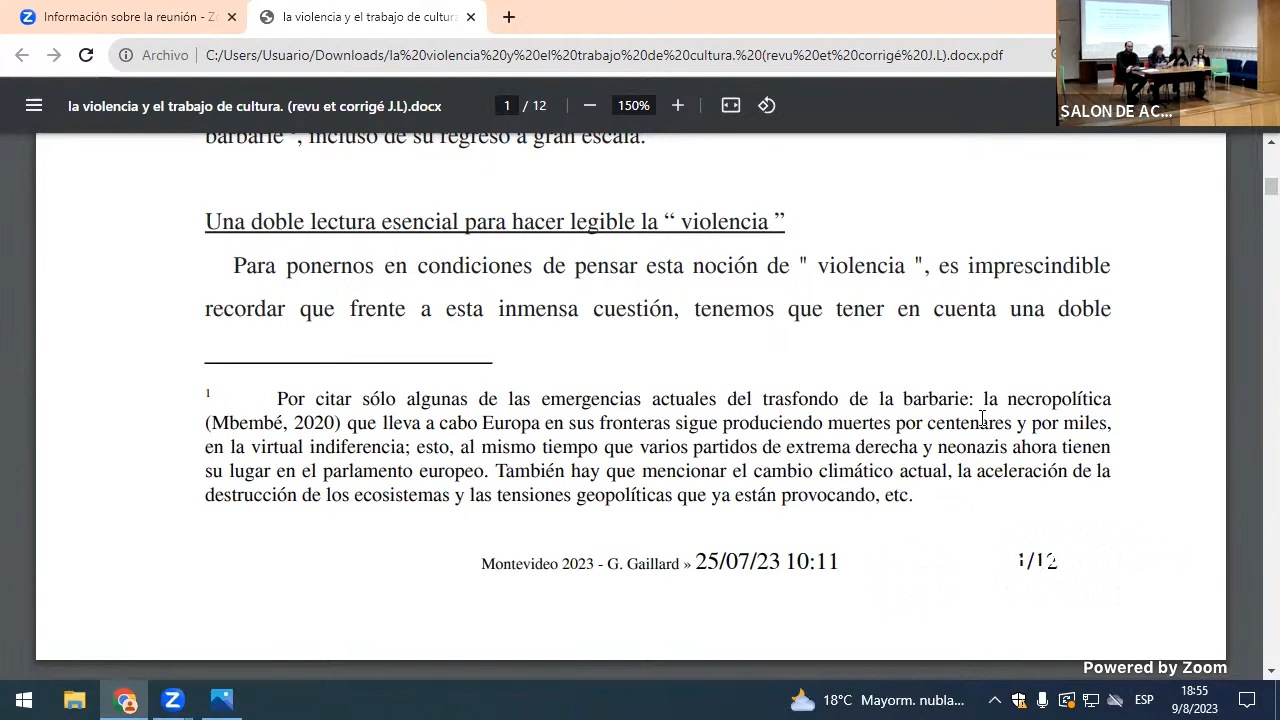 Información sobre la reunión - Z
la violencia y el trabajo de cultura
Archivo
C:/Users/Usuario/Downloads/la%20violencia%20y%20el%20trabajo%20de%20cultura.%20(revu%20et%20corrigé%20J.L).docx.pdf
SALON DE AC...
la violencia y el trabajo de cultura. (revu et corrigé J.L).docx
1 / 12
150%
barbarie ", incluso de su regreso a gran escala.
Una doble lectura esencial para hacer legible la “ violencia ”
Para ponernos en condiciones de pensar esta noción de " violencia ", es imprescindible
recordar que frente a esta inmensa cuestión, tenemos que tener en cuenta una doble
1 Por citar sólo algunas de las emergencias actuales del trasfondo de la barbarie: la necropolítica
(Mbembé, 2020) que lleva a cabo Europa en sus fronteras sigue produciendo muertes por centenares y por miles,
en la virtual indiferencia; esto, al mismo tiempo que varios partidos de extrema derecha y neonazis ahora tienen
su lugar en el parlamento europeo. También hay que mencionar el cambio climático actual, la aceleración de la
destrucción de los ecosistemas y las tensiones geopolíticas que ya están provocando, etc.
Montevideo 2023 - G. Gaillard » 25/07/23 10:11 1/12
Powered by Zoom
18°C Mayorm. nubla...
ESP
18:55
9/8/2023